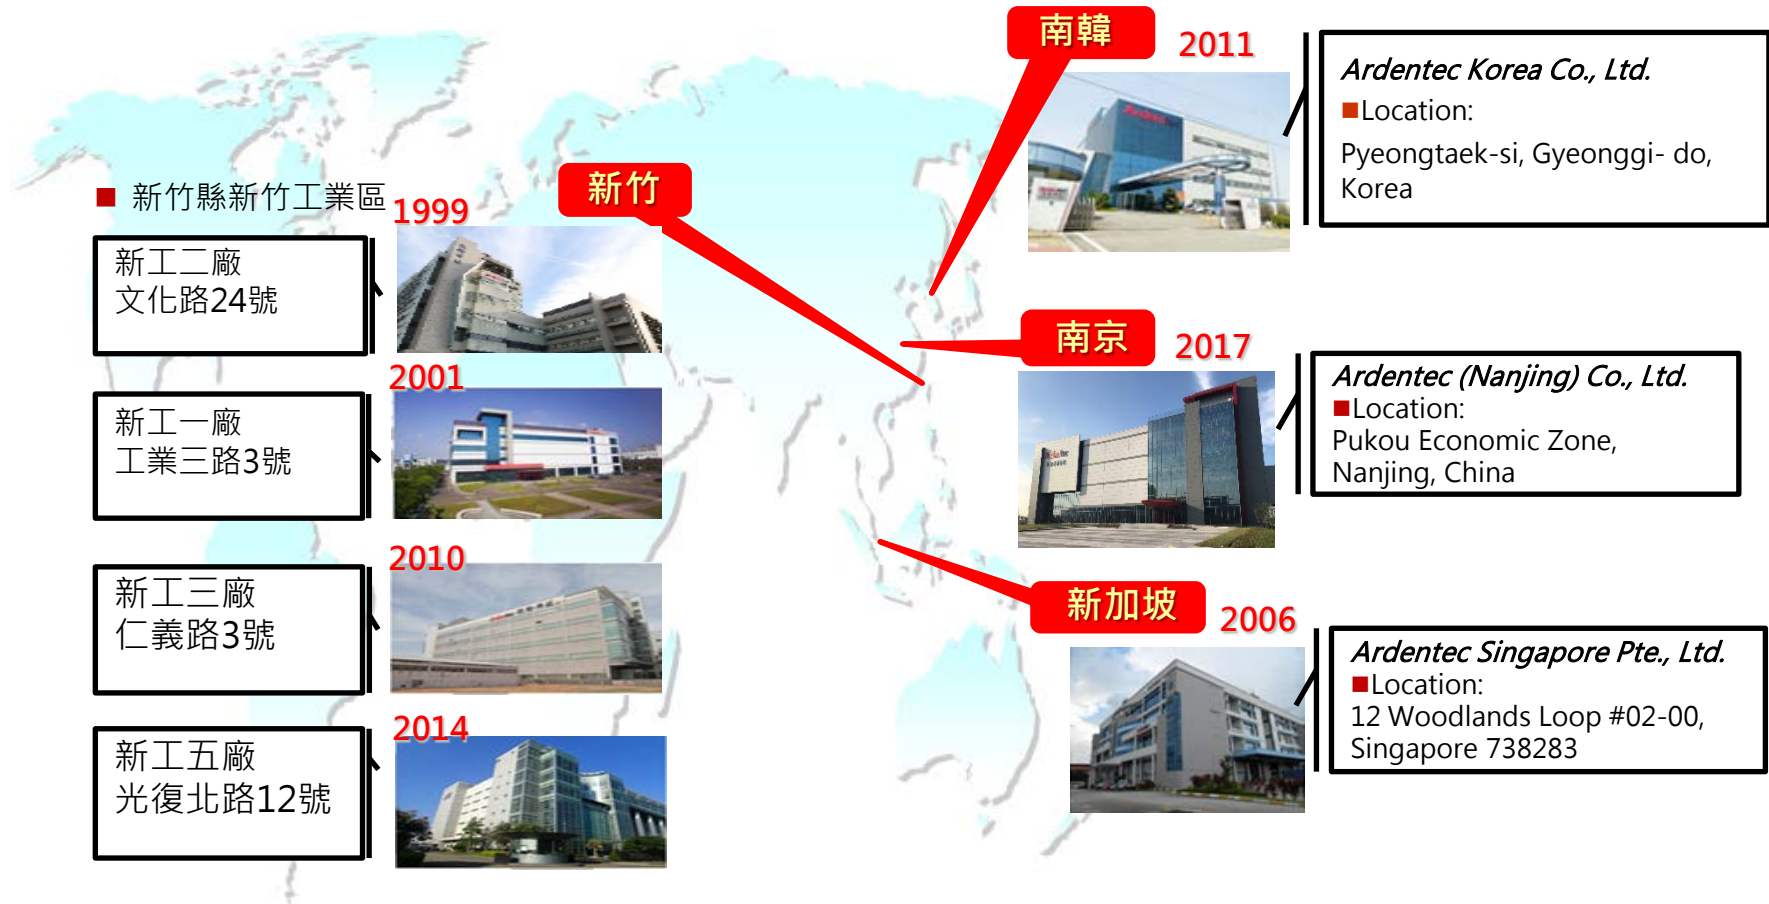 南韓
2011
Ardentec Korea Co., Ltd.
■Location:
Pyeongtaek-si, Gyeonggi- do,
Korea
新竹
■ 新竹縣新竹工業區
1999
新工二廠
文化路24號
2001
新工一廠
工業三路3號
2010
新工三廠
仁義路3號
2014
新工五廠
光復北路12號
南京
2017
Ardentec (Nanjing) Co., Ltd.
■Location:
Pukou Economic Zone,
Nanjing, China
新加坡
2006
Ardentec Singapore Pte., Ltd.
■Location:
12 Woodlands Loop #02-00,
Singapore 738283